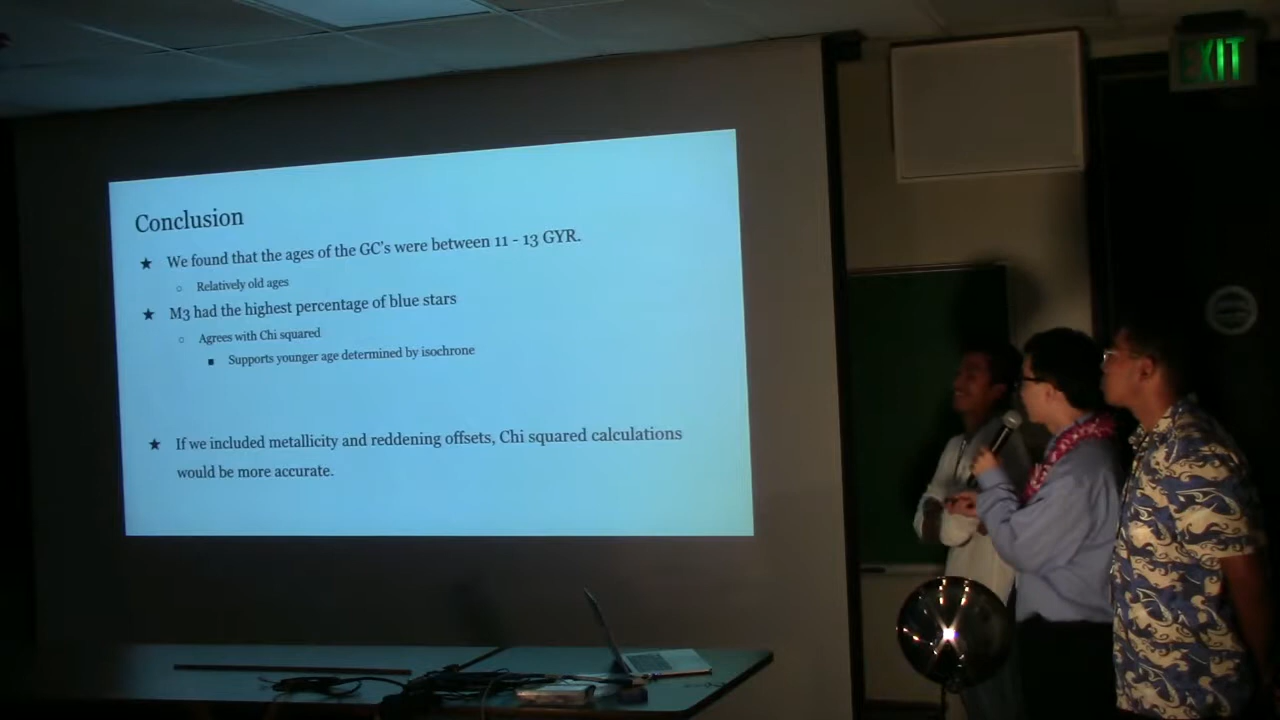 EXIT
Conclusion
★ We found that the ages of the GC's were between 11 - 13 GYR.
○ Relatively old ages
★ M3 had the highest percentage of blue stars
○ Agrees with Chi squared
■ Supports younger age determined by isochrone
★ If we included metallicity and reddening offsets, Chi squared calculations
would be more accurate.